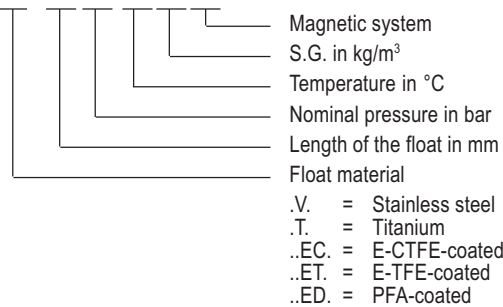 Magnetic system
S.G. in kg/m³
Temperature in °C
Nominal pressure in bar
Length of the float in mm
Float material
.V. = Stainless steel
.T. = Titanium
..EC. = E-CTFE-coated
..ET. = E-TFE-coated
..ED. = PFA-coated